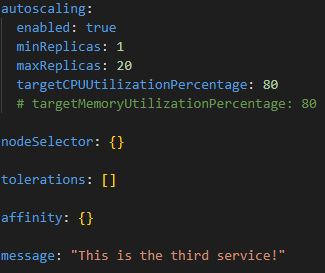 autoscaling:
  enabled: true
  minReplicas: 1
  maxReplicas: 20
  targetCPUUtilizationPercentage: 80
  # targetMemoryUtilizationPercentage: 80
nodeSelector: {}
tolerations: []
affinity: {}
message: "This is the third service!"